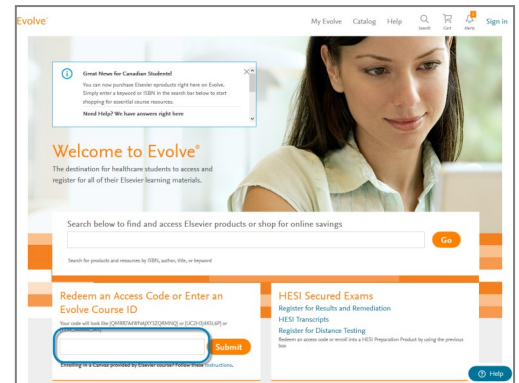 Evolve
My Evolve Catalog Help Search Cart Alerts Sign in
Great News for Canadian Students!
You can now purchase Elsevier eproducts right here on Evolve.
Simply enter a keyword or ISBN in the search bar below to start
shopping for essential course resources.
Need Help? We have answers right here
Welcome to Evolve®
The destination for healthcare students to access and
register for all of their Elsevier learning materials.
Search below to find and access Elsevier products or shop for online savings
Go
Search for products and resources by ISBN, author, title, or keyword
Redeem an Access Code or Enter an
Evolve Course ID
Your code will look like
or
Submit
Enrolling in a Canvas provided by Elsevier course? Follow these instructions.
HESI Secured Exams
Register for Results and Remediation
HESI Transcripts
Register for Distance Testing
Redeem an access code or enroll into a HESI Preparation Product by using the previous
box
Help